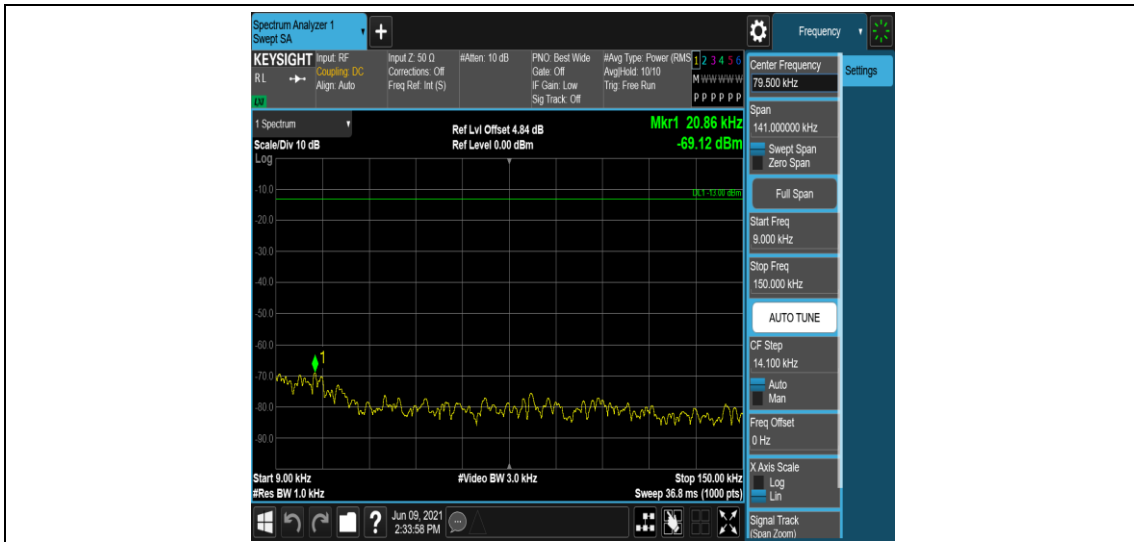 Spectrum Analyzer 1
Swept SA
Frequency
KEYSIGHT
RL
LXI
Input: RF
Coupling: DC
Align: Auto
Input Z: 50 Ω
Corrections: Off
Freq Ref: Int (S)
#Atten: 10 dB
PNO: Best Wide
Gate: Off
IF Gain: Low
Sig Track: Off
#Avg Type: Power (RMS
Avg|Hold: 10/10
Trig: Free Run
1 2 3 4 5 6
M W W W W W
P P P P P P
1 Spectrum
Scale/Div 10 dB
Log
Ref Lvl Offset 4.84 dB
Ref Level 0.00 dBm
Mkr1 20.86 kHz
-69.12 dBm
DL1 -13.00 dBm
-10.0
-20.0
-30.0
-40.0
-50.0
-60.0
-70.0
-80.0
-90.0
1
Start 9.00 kHz
#Res BW 1.0 kHz
#Video BW 3.0 kHz
Stop 150.00 kHz
Sweep 36.8 ms (1000 pts)
Center Frequency
79.500 kHz
Settings
Span
141.000000 kHz
Swept Span
Zero Span
Full Span
Start Freq
9.000 kHz
Stop Freq
150.000 kHz
AUTO TUNE
CF Step
14.100 kHz
Auto
Man
Freq Offset
0 Hz
X Axis Scale
Log
Lin
Signal Track
(Span Zoom)
?
Jun 09, 2021
2:33:58 PM